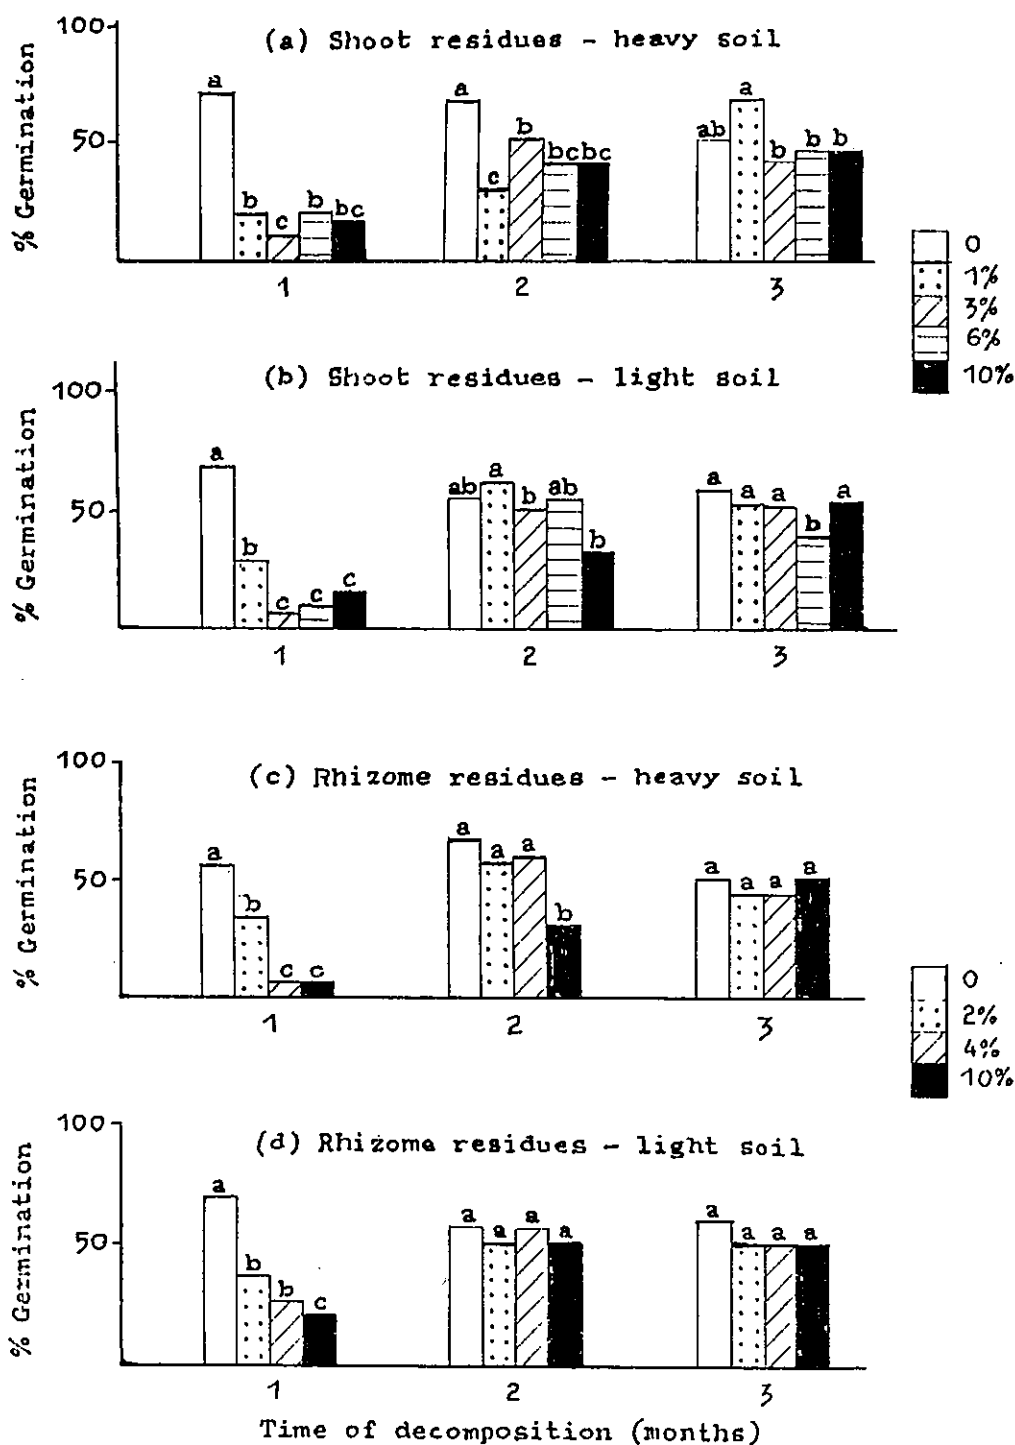 (a) Shoot residues - heavy soil
% Germination
100
50
a b c b bc
a c b bc bc
ab a b b b
1 2 3
0
1%
3%
6%
10%
(b) Shoot residues - light soil
% Germination
100
50
a b c c c
ab a b ab b
a a a b a
1 2 3
(c) Rhizome residues - heavy soil
% Germination
100
50
a b c c
a a a b
a a a a
1 2 3
0
2%
4%
10%
(d) Rhizome residues - light soil
% Germination
100
50
a b b c
a a a a
a a a a
1 2 3
Time of decomposition (months)